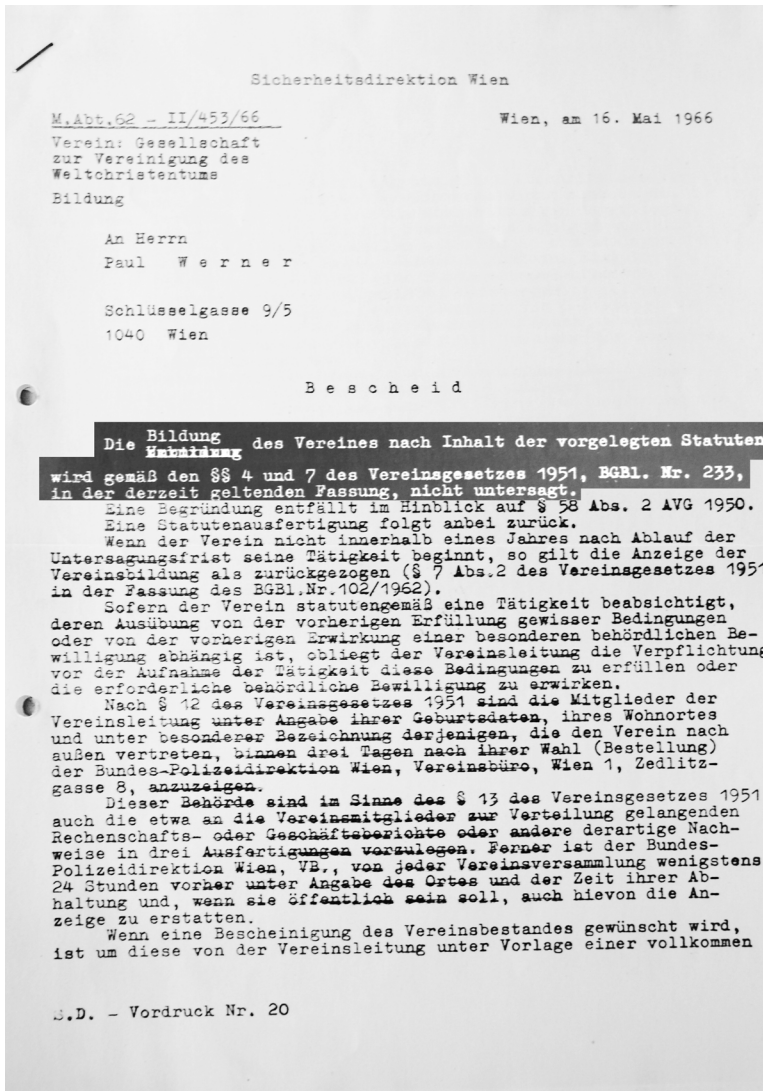 Sicherheitsdirektion Wien
M.Abt.62 - II/453/66
Wien, am 16. Mai 1966
Verein: Gesellschaft
zur Vereinigung des
Weltchristentums
Bildung
An Herrn
Paul W e r n e r
Schlüsselgasse 9/5
1040 Wien
B e s c h e i d
Bildung
Die des Vereines nach Inhalt der vorgelegten Statuten
wird gemäß den §§ 4 und 7 des Vereinsgesetzes 1951, BGBl. Nr. 233,
in der derzeit geltenden Fassung, nicht untersagt.
Eine Begründung entfällt im Hinblick auf § 58 Abs. 2 AVG 1950.
Eine Statutenausfertigung folgt anbei zurück.
Wenn der Verein nicht innerhalb eines Jahres nach Ablauf der
Untersagungsfrist seine Tätigkeit beginnt, so gilt die Anzeige der
Vereinsbildung als zurückgezogen (§ 7 Abs.2 des Vereinsgesetzes 1951
in der Fassung des BGBl.Nr.102/1962).
Sofern der Verein statutengemäß eine Tätigkeit beabsichtigt,
deren Ausübung von der vorherigen Erfüllung gewisser Bedingungen
oder von der vorherigen Erwirkung einer besonderen behördlichen Be-
willigung abhängig ist, obliegt der Vereinsleitung die Verpflichtung
vor der Aufnahme der Tätigkeit diese Bedingungen zu erfüllen oder
die erforderliche behördliche Bewilligung zu erwirken.
Nach § 12 des Vereinsgesetzes 1951 sind die Mitglieder der
Vereinsleitung unter Angabe ihrer Geburtsdaten, ihres Wohnortes
und unter besonderer Bezeichnung derjenigen, die den Verein nach
außen vertreten, binnen drei Tagen nach ihrer Wahl (Bestellung)
der Bundes-Polizeidirektion Wien, Vereinsbüro, Wien 1, Zedlitz-
gasse 8, anzuzeigen.
Dieser Behörde sind im Sinne des § 13 des Vereinsgesetzes 1951
auch die etwa an die Vereinsmitglieder zur Verteilung gelangenden
Rechenschafts- oder Geschäftsberichte oder andere derartige Nach-
weise in drei Ausfertigungen vorzulegen. Ferner ist der Bundes-
Polizeidirektion Wien, VB., von jeder Vereinsversammlung wenigstens
24 Stunden vorher unter Angabe des Ortes und der Zeit ihrer Ab-
haltung und, wenn sie öffentlich sein soll, auch hievon die An-
zeige zu erstatten.
Wenn eine Bescheinigung des Vereinsbestandes gewünscht wird,
ist um diese von der Vereinsleitung unter Vorlage einer vollkommen
S.D. - Vordruck Nr. 20